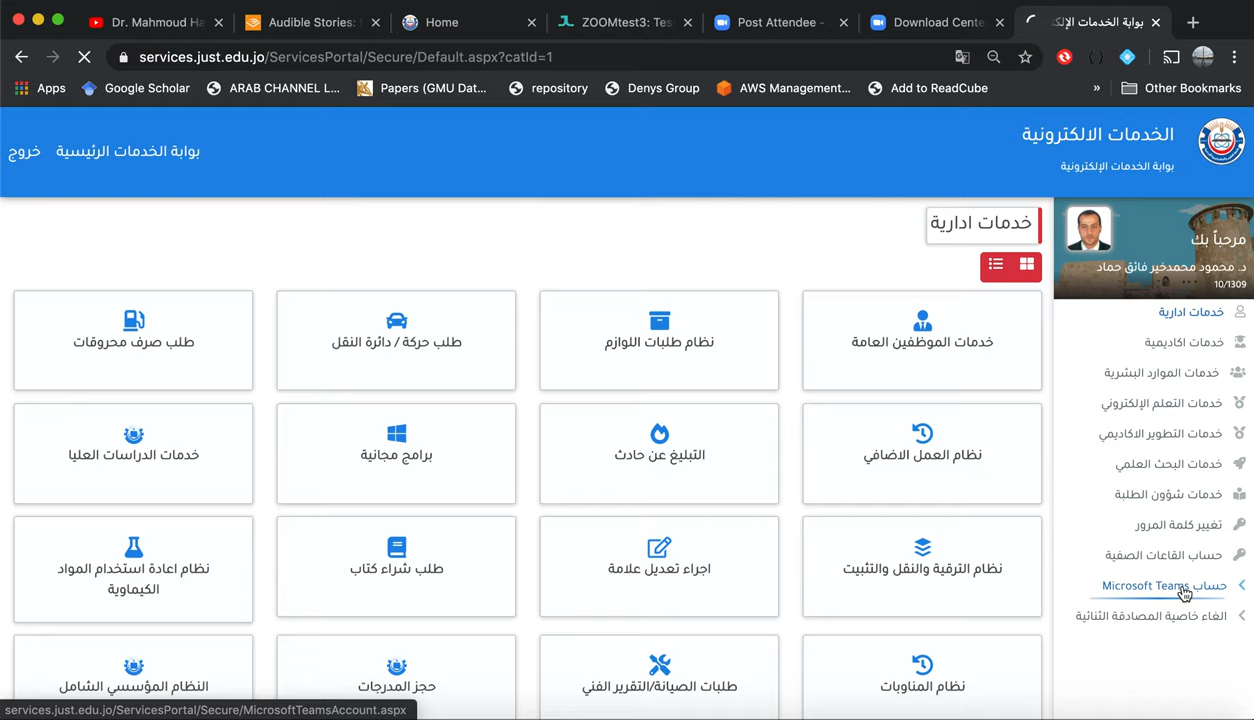 Dr. Mahmoud Ha
Audible Stories:
Home
ZOOMtest3: Tes
Post Attendee -
Download Cente
بوابة الخدمات الإلكت
services.just.edu.jo/ServicesPortal/Secure/Default.aspx?catId=1
Apps
Google Scholar
ARAB CHANNEL L...
Papers (GMU Dat...
repository
Denys Group
AWS Management...
Add to ReadCube
»
Other Bookmarks
الخدمات الالكترونية
بوابة الخدمات الإلكترونية
بوابة الخدمات الرئيسية
خروج
مرحباً بك
د. محمود محمدخير فائق حماد
10/1309
خدمات ادارية
خدمات اكاديمية
خدمات الموارد البشرية
خدمات التعلم الإلكتروني
خدمات التطوير الاكاديمي
خدمات البحث العلمي
خدمات شؤون الطلبة
تغيير كلمة المرور
حساب القاعات الصفية
حساب Microsoft Teams
الغاء خاصية المصادقة الثنائية
خدمات ادارية
خدمات الموظفين العامة
نظام طلبات اللوازم
طلب حركة / دائرة النقل
طلب صرف محروقات
نظام العمل الاضافي
التبليغ عن حادث
برامج مجانية
خدمات الدراسات العليا
نظام الترقية والنقل والتثبيت
اجراء تعديل علامة
طلب شراء كتاب
نظام اعادة استخدام المواد
الكيماوية
نظام المناوبات
طلبات الصيانة/التقرير الفني
حجز المدرجات
النظام المؤسسي الشامل
services.just.edu.jo/ServicesPortal/Secure/MicrosoftTeamsAccount.aspx